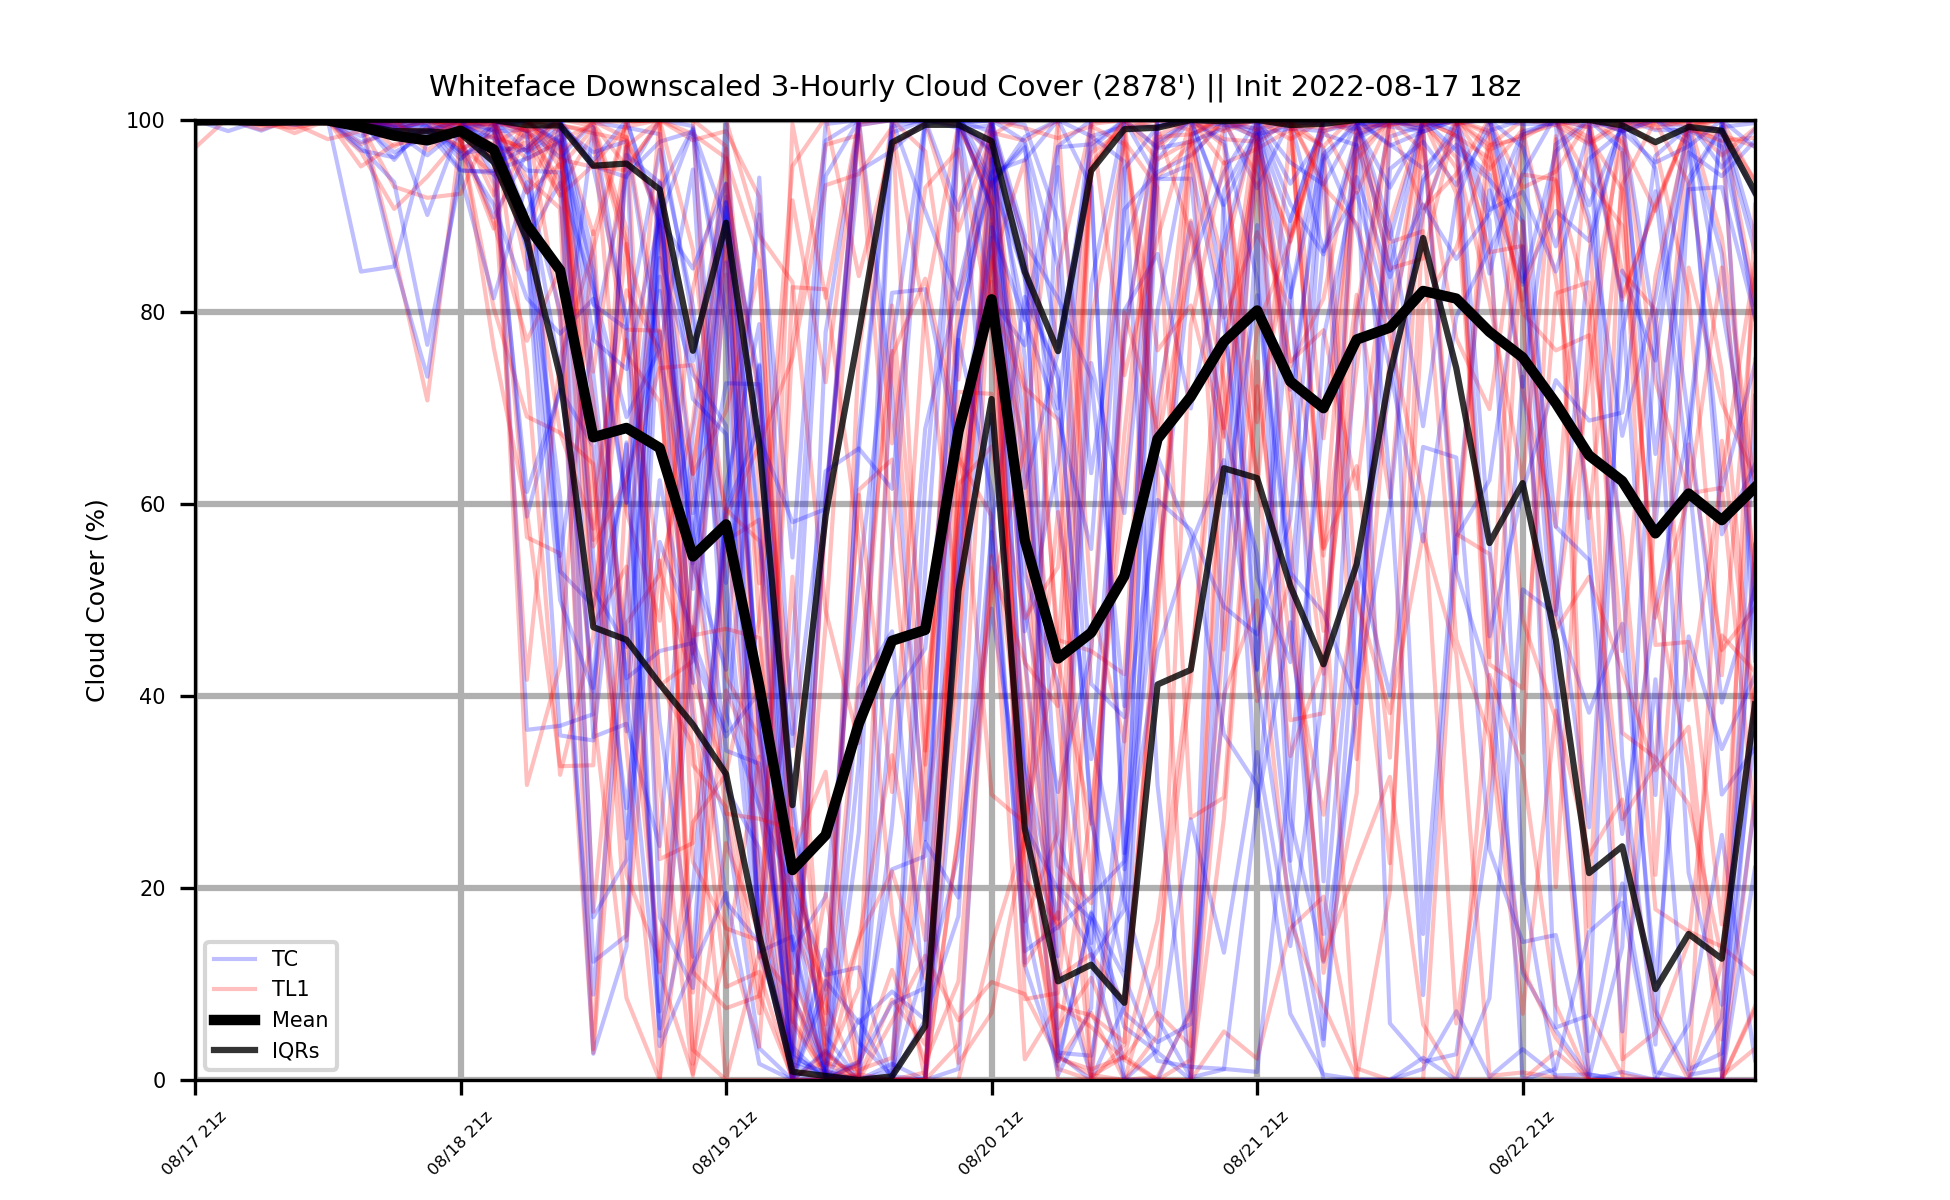 Whiteface Downscaled 3-Hourly Cloud Cover (2878') || Init 2022-08-17 18z
Cloud Cover (%)
100
80
60
40
20
0
TC
TL1
Mean
IQRs
08/17 21z
08/18 21z
08/19 21z
08/20 21z
08/21 21z
08/22 21z